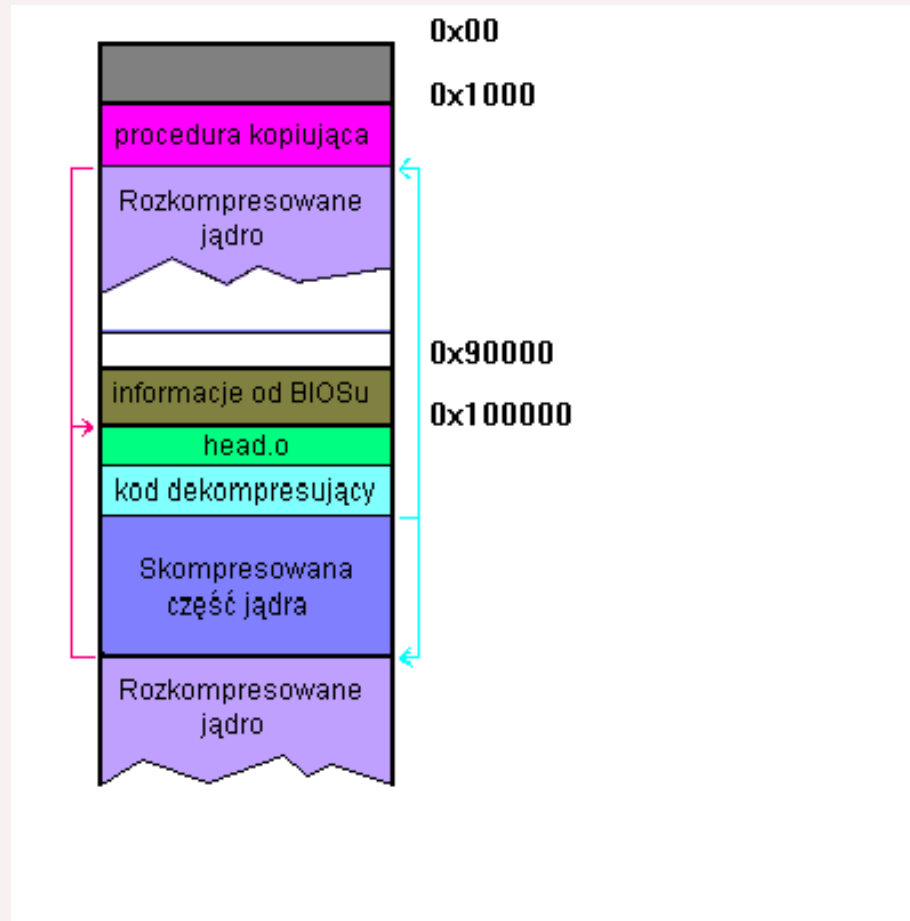 0x00
0x1000
procedura kopiująca
Rozkompresowane
jądro
0x90000
informacje od BIOSu
0x100000
head.o
kod dekompresujący
Skompresowana
część jądra
Rozkompresowane
jądro